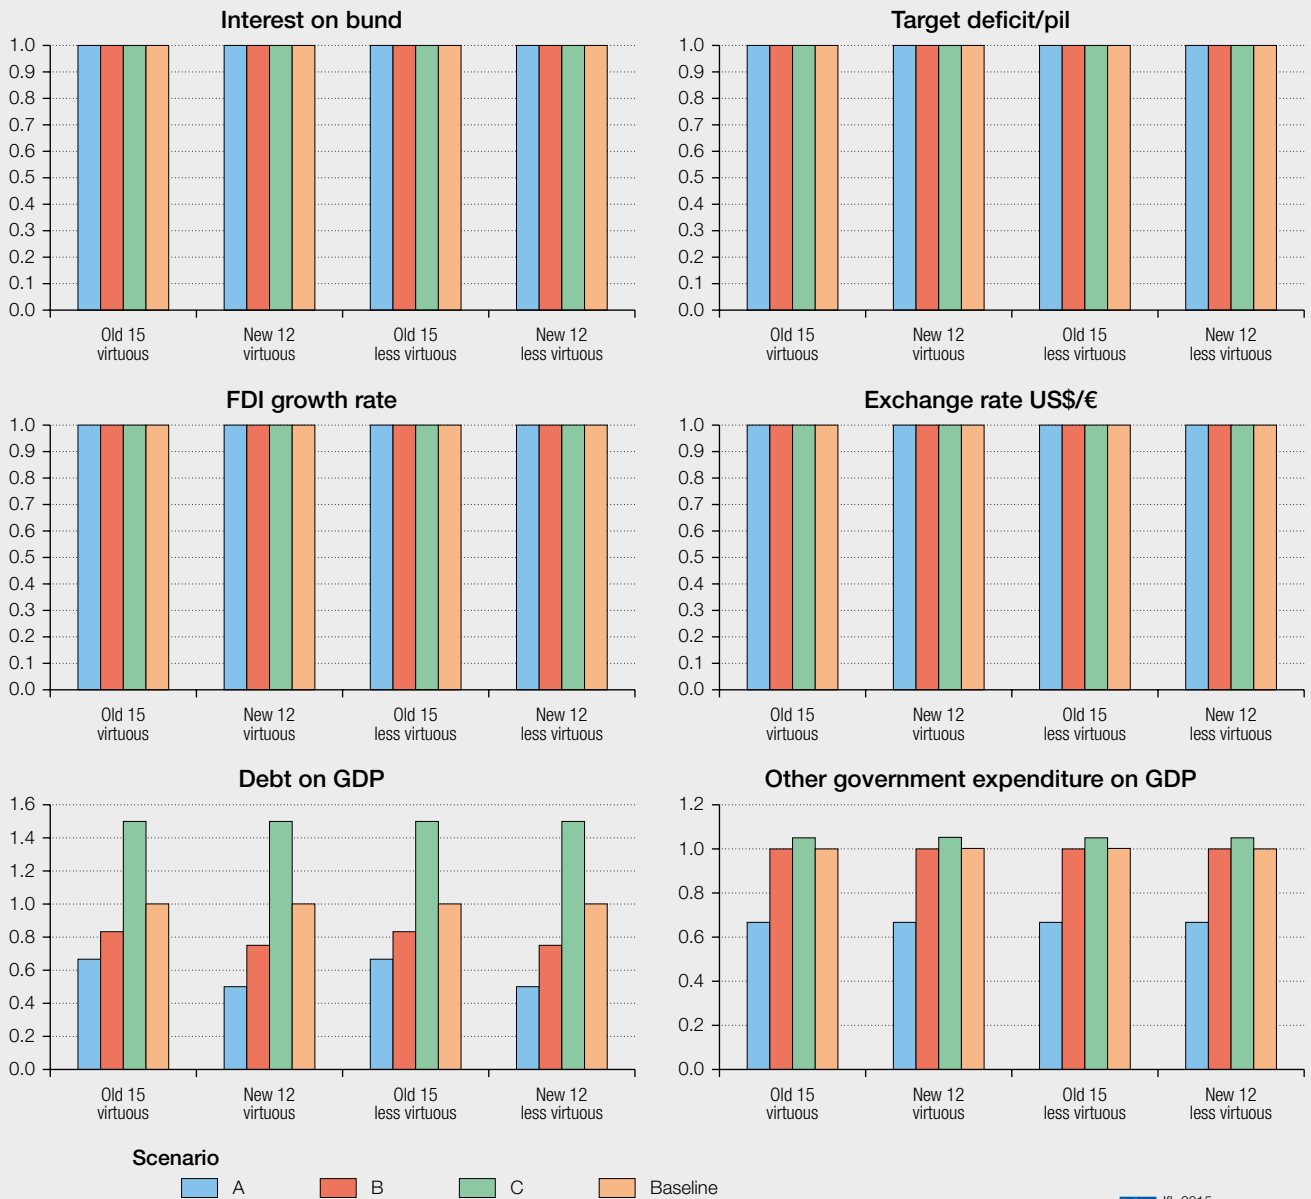 Interest on bund
1.0
0.9
0.8
0.7
0.6
0.5
0.4
0.3
0.2
0.1
0.0
Old 15
virtuous
New 12
virtuous
Old 15
less virtuous
New 12
less virtuous
Target deficit/pil
1.0
0.9
0.8
0.7
0.6
0.5
0.4
0.3
0.2
0.1
0.0
Old 15
virtuous
New 12
virtuous
Old 15
less virtuous
New 12
less virtuous
FDI growth rate
1.0
0.9
0.8
0.7
0.6
0.5
0.4
0.3
0.2
0.1
0.0
Old 15
virtuous
New 12
virtuous
Old 15
less virtuous
New 12
less virtuous
Exchange rate US$/€
1.0
0.9
0.8
0.7
0.6
0.5
0.4
0.3
0.2
0.1
0.0
Old 15
virtuous
New 12
virtuous
Old 15
less virtuous
New 12
less virtuous
Debt on GDP
1.6
1.4
1.2
1.0
0.8
0.6
0.4
0.2
0.0
Old 15
virtuous
New 12
virtuous
Old 15
less virtuous
New 12
less virtuous
Other government expenditure on GDP
1.2
1.0
0.8
0.6
0.4
0.2
0.0
Old 15
virtuous
New 12
virtuous
Old 15
less virtuous
New 12
less virtuous
Scenario
A
B
C
Baseline